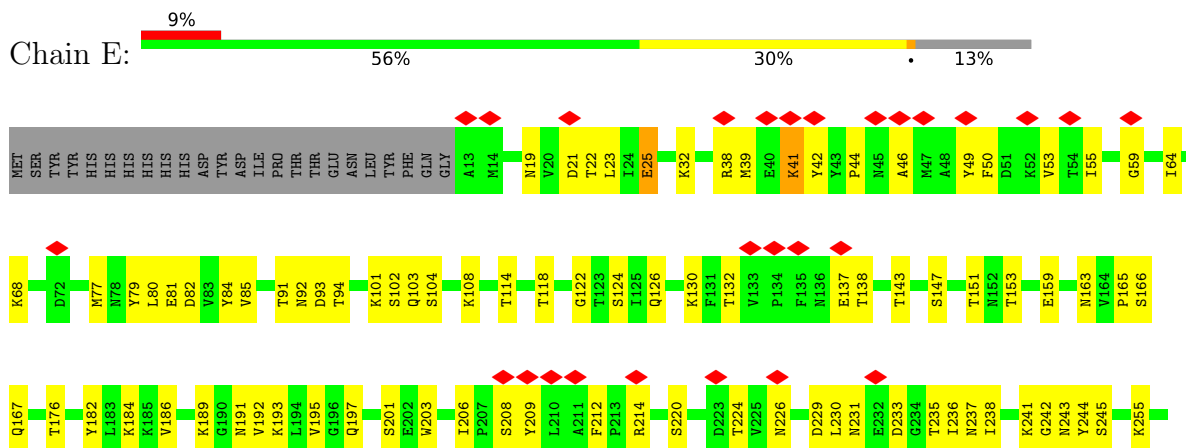 9%
Chain E:
56% 30% • 13%
MET SER TYR TYR HIS HIS HIS HIS HIS HIS ASP TYR ASP ILE PRO THR THR GLU ASN LEU TYR PHE GLN GLY A13 M14 N19 V20 D21 T22 L23 I24 E25 K32 R38 M39 E40 K41 Y42 Y43 P44 N45 A46 M47 A48 Y49 F50 D51 K52 V53 T54 I55 G59 I64
K68 D72 M77 N78 Y79 L80 E81 D82 V83 Y84 V85 T91 N92 D93 T94 K101 S102 Q103 S104 K108 T114 T118 G122 T123 S124 I125 Q126 K130 F131 T132 V133 P134 F135 N136 E137 T138 T143 S147 T151 N152 T153 E159 N163 V164 P165 S166
Q167 T176 Y182 L183 K184 K185 V186 K189 G190 N191 V192 K193 L194 V195 G196 Q197 S201 E202 W203 I206 P207 S208 Y209 L210 A211 F212 P213 R214 S220 D223 T224 V225 N226 D229 L230 N231 E232 D233 G234 T235 I236 N237 I238 K241 G242 N243 Y244 S245 K255